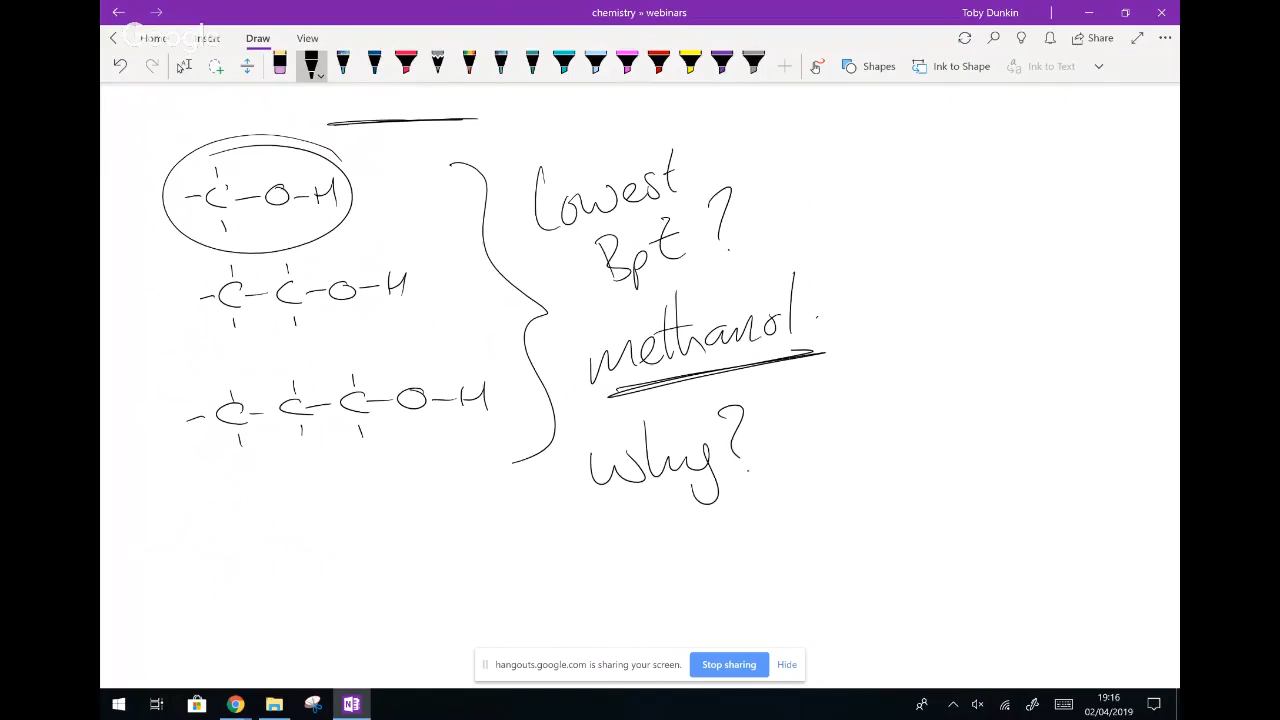 chemistry » webinars
Toby Dunkin
Google
Home
Insert
Draw
View
Share
Shapes
Ink to Shape
Ink to Text
- C - O - H
- C - C - O - H
- C - C - C - O - H
Lowest
Bpt ?
methanol.
why?
hangouts.google.com is sharing your screen.
Stop sharing
Hide
19:16
02/04/2019